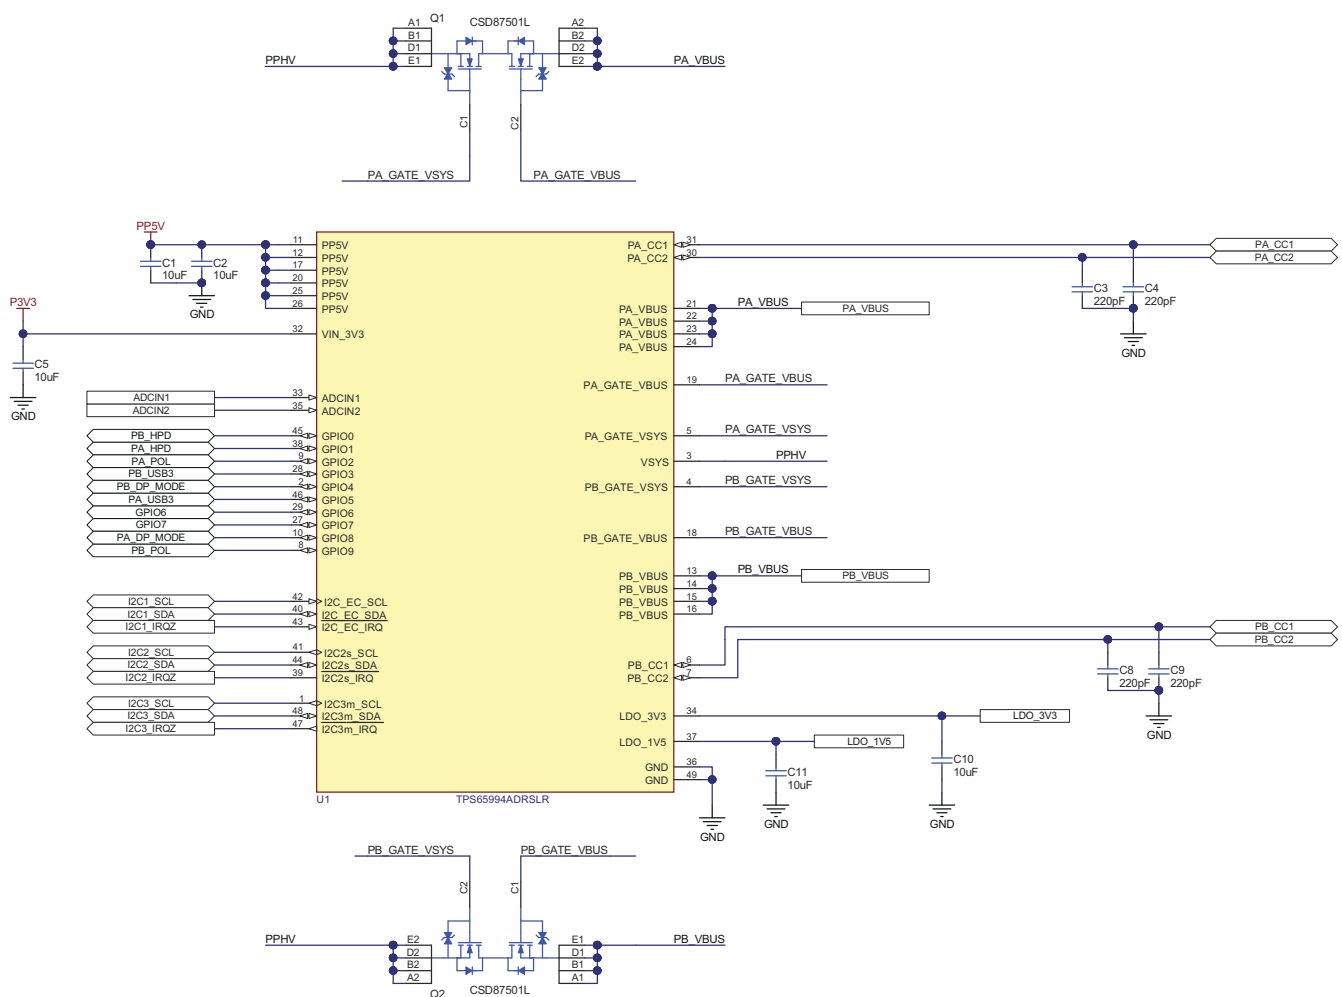 A1 Q1 CSD87501L A2
B1 B2
D1 D2
PPHV E1 E2 PA_VBUS
C1 C2
PA_GATE_VSYS PA_GATE_VBUS
PP5V
11 PP5V PA_CC1 31 PA_CC1
12 PP5V PA_CC2 30 PA_CC2
C1 C2 17 PP5V
10uF 10uF 20 PP5V C3 C4
25 PP5V 220pF 220pF
P3V3 GND 26 PP5V PA_VBUS 21 PA_VBUS PA_VBUS
PA_VBUS 22
32 VIN_3V3 PA_VBUS 23
PA_VBUS 24 GND
C5
10uF PA_GATE_VBUS 19 PA_GATE_VBUS
ADCIN1 33 ADCIN1
GND ADCIN2 35 ADCIN2
PB_HPD 45 GPIO0 PA_GATE_VSYS 5 PA_GATE_VSYS
PA_HPD 38 GPIO1
PA_POL 9 GPIO2 VSYS 3 PPHV
PB_USB3 28 GPIO3
PB_DP_MODE 2 GPIO4 PB_GATE_VSYS 4 PB_GATE_VSYS
PA_USB3 46 GPIO5
GPIO6 29 GPIO6
GPIO7 27 GPIO7
PA_DP_MODE 10 GPIO8 PB_GATE_VBUS 18 PB_GATE_VBUS
PB_POL 8 GPIO9
PB_VBUS 13 PB_VBUS PB_VBUS
PB_VBUS 14
I2C1_SCL 42 I2C_EC_SCL PB_VBUS 15
I2C1_SDA 40 I2C_EC_SDA PB_VBUS 16
I2C1_IRQZ 43 I2C_EC_IRQ PB_CC1
PB_CC2
I2C2_SCL 41 I2C2s_SCL
I2C2_SDA 44 I2C2s_SDA PB_CC1 6
I2C2_IRQZ 39 I2C2s_IRQ PB_CC2 7 C8 C9
220pF 220pF
I2C3_SCL 1 I2C3m_SCL
I2C3_SDA 48 I2C3m_SDA LDO_3V3 34 LDO_3V3
I2C3_IRQZ 47 I2C3m_IRQ GND
LDO_1V5 37 LDO_1V5
GND 36 C11 C10
GND 49 10uF 10uF
U1 TPS65994ADRSLR
GND GND GND
PB_GATE_VSYS PB_GATE_VBUS
C2 C1
PPHV E2 E1 PB_VBUS
D2 D1
B2 B1
A2 A1
Q2 CSD87501L